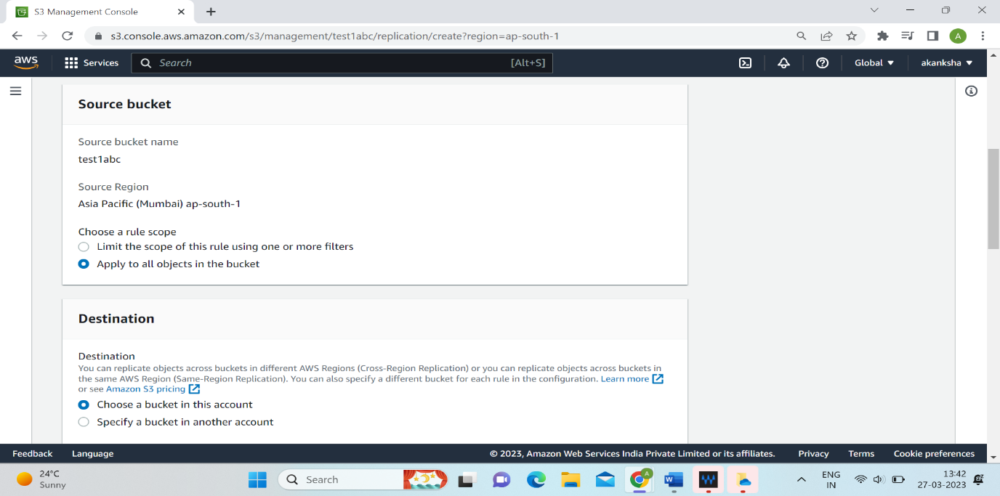 S3 Management Console
s3.console.aws.amazon.com/s3/management/test1abc/replication/create?region=ap-south-1
A
aws
Services
Search
[Alt+S]
Global
akanksha
Source bucket
Source bucket name
test1abc
Source Region
Asia Pacific (Mumbai) ap-south-1
Choose a rule scope
Limit the scope of this rule using one or more filters
Apply to all objects in the bucket
Destination
Destination
You can replicate objects across buckets in different AWS Regions (Cross-Region Replication) or you can replicate objects across buckets in
the same AWS Region (Same-Region Replication). You can also specify a different bucket for each rule in the configuration. Learn more
or see Amazon S3 pricing
Choose a bucket in this account
Specify a bucket in another account
Feedback
Language
© 2023, Amazon Web Services India Private Limited or its affiliates.
Privacy
Terms
Cookie preferences
24°C
Sunny
Search
A
W
ENG
IN
13:42
27-03-2023